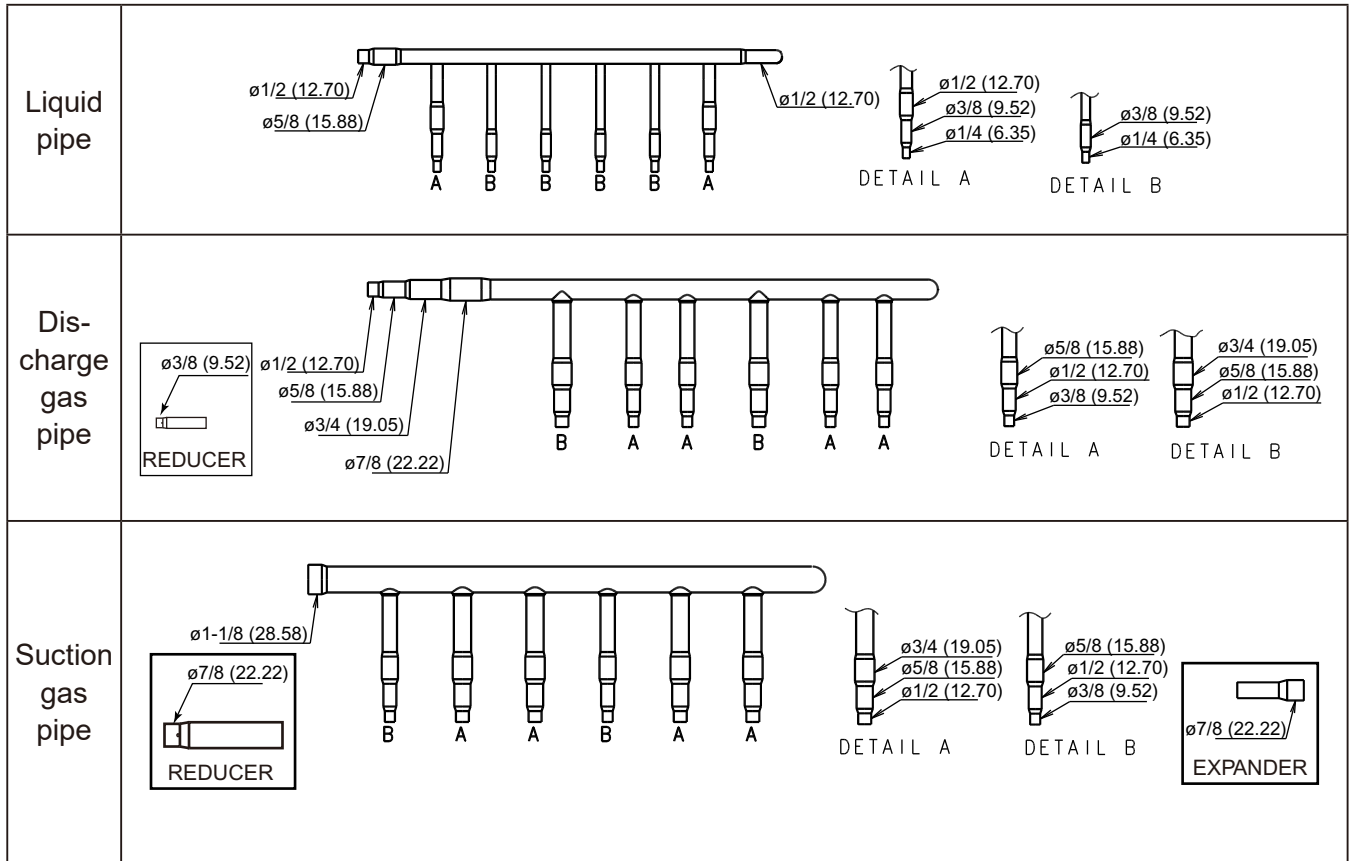 Liquid
pipe
ø1/2 (12.70)
ø5/8 (15.88)
ø1/2 (12.70)
A B B B B A
ø1/2 (12.70)
ø3/8 (9.52)
ø1/4 (6.35)
DETAIL A
ø3/8 (9.52)
ø1/4 (6.35)
DETAIL B
Dis-
charge
gas
pipe
ø3/8 (9.52)
REDUCER
ø1/2 (12.70)
ø5/8 (15.88)
ø3/4 (19.05)
ø7/8 (22.22)
B A A B A A
ø5/8 (15.88)
ø1/2 (12.70)
ø3/8 (9.52)
DETAIL A
ø3/4 (19.05)
ø5/8 (15.88)
ø1/2 (12.70)
DETAIL B
Suction
gas
pipe
ø1-1/8 (28.58)
ø7/8 (22.22)
REDUCER
B A A B A A
ø3/4 (19.05)
ø5/8 (15.88)
ø1/2 (12.70)
DETAIL A
ø5/8 (15.88)
ø1/2 (12.70)
ø3/8 (9.52)
DETAIL B
ø7/8 (22.22)
EXPANDER